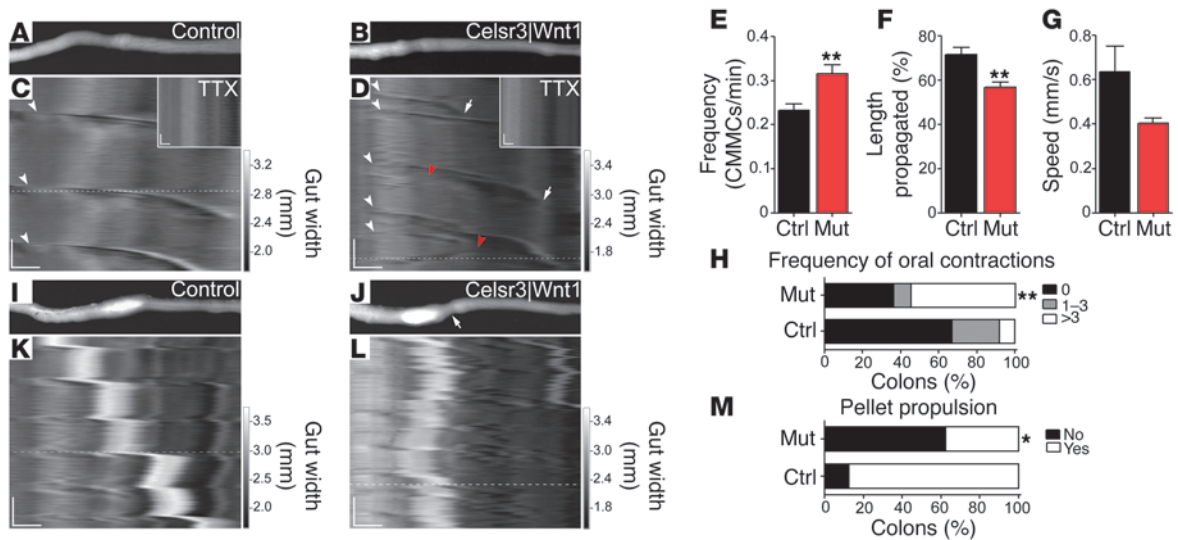 A
Control
B
Celsr3|Wnt1
C
TTX
3.2
2.8
2.4
2.0
Gut width
(mm)
D
TTX
3.4
3.0
2.4
1.8
Gut width
(mm)
E
Frequency
(CMMCs/min)
0.4
0.3
0.2
0.1
0
**
Ctrl Mut
F
Length
propagated (%)
80
60
40
20
0
**
Ctrl Mut
G
Speed (mm/s)
0.8
0.6
0.4
0.2
0
Ctrl Mut
H
Frequency of oral contractions
Mut
**
Ctrl
0
1–3
>3
0 20 40 60 80 100
Colons (%)
I
Control
J
Celsr3|Wnt1
K
3.5
3.0
2.5
2.0
Gut width
(mm)
L
3.4
3.0
2.4
1.8
Gut width
(mm)
M
Pellet propulsion
Mut
*
Ctrl
No
Yes
0 20 40 60 80 100
Colons (%)